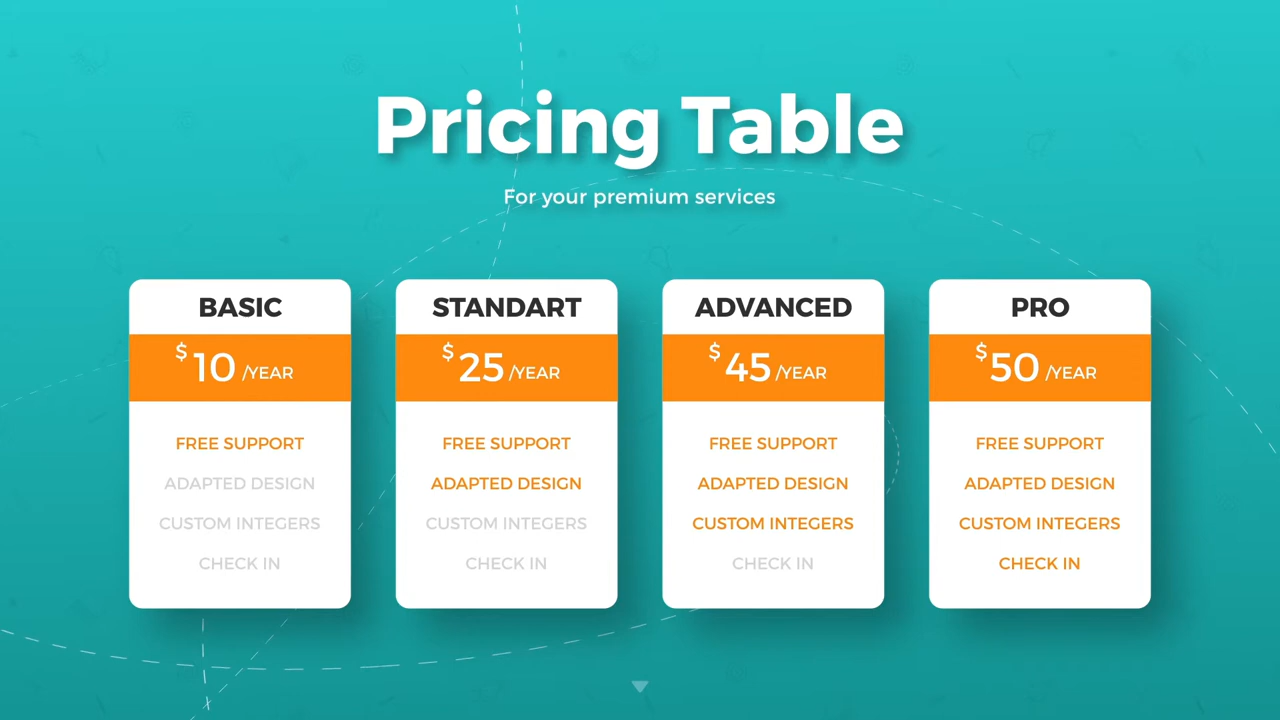 Pricing Table
For your premium services
BASIC
$10 /YEAR
FREE SUPPORT
ADAPTED DESIGN
CUSTOM INTEGERS
CHECK IN
STANDART
$25 /YEAR
FREE SUPPORT
ADAPTED DESIGN
CUSTOM INTEGERS
CHECK IN
ADVANCED
$45 /YEAR
FREE SUPPORT
ADAPTED DESIGN
CUSTOM INTEGERS
CHECK IN
PRO
$50 /YEAR
FREE SUPPORT
ADAPTED DESIGN
CUSTOM INTEGERS
CHECK IN